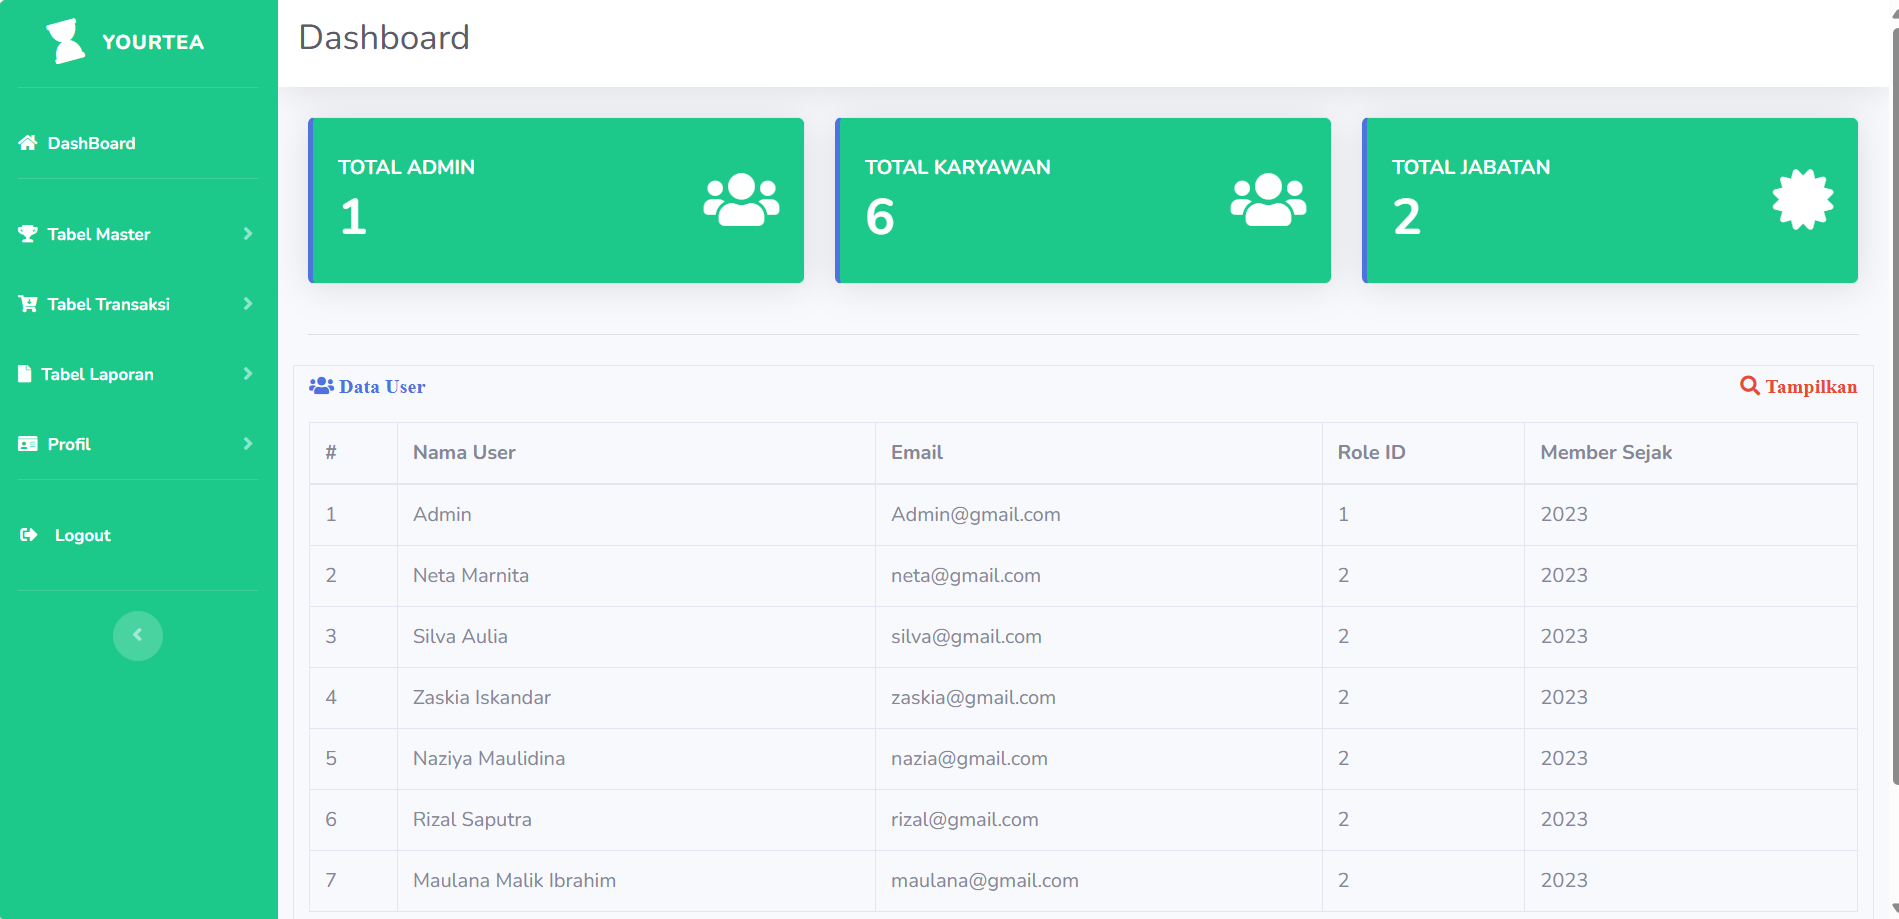 YOURTEA
DashBoard
Tabel Master
Tabel Transaksi
Tabel Laporan
Profil
Logout
Dashboard
TOTAL ADMIN
1
TOTAL KARYAWAN
6
TOTAL JABATAN
2
Data User
Tampilkan
# Nama User Email Role ID Member Sejak
1 Admin Admin@gmail.com 1 2023
2 Neta Marnita neta@gmail.com 2 2023
3 Silva Aulia silva@gmail.com 2 2023
4 Zaskia Iskandar zaskia@gmail.com 2 2023
5 Naziya Maulidina nazia@gmail.com 2 2023
6 Rizal Saputra rizal@gmail.com 2 2023
7 Maulana Malik Ibrahim maulana@gmail.com 2 2023